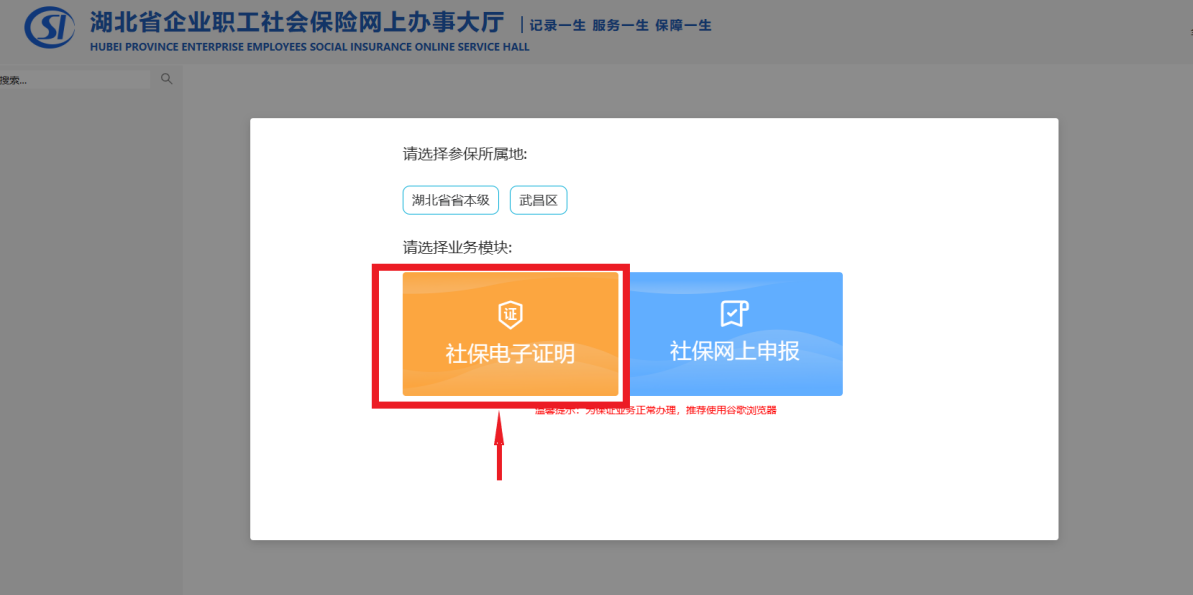 SI
湖北省企业职工社会保险网上办事大厅 | 记录一生 服务一生 保障一生
HUBEI PROVINCE ENTERPRISE EMPLOYEES SOCIAL INSURANCE ONLINE SERVICE HALL
搜索...
请选择参保所属地:
湖北省省本级 武昌区
请选择业务模块:
证
社保电子证明 社保网上申报
温馨提示：为保证业务正常办理，推荐使用谷歌浏览器